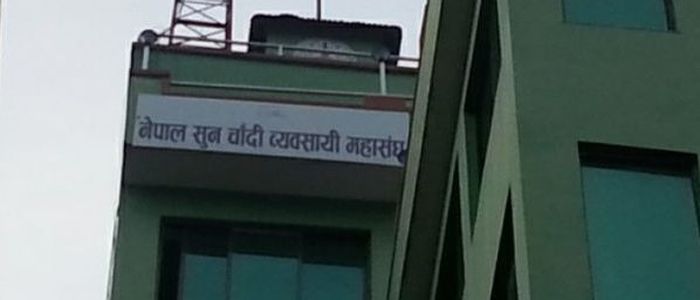 नेपाल सुन चाँदी व्यवसायी महासंघ